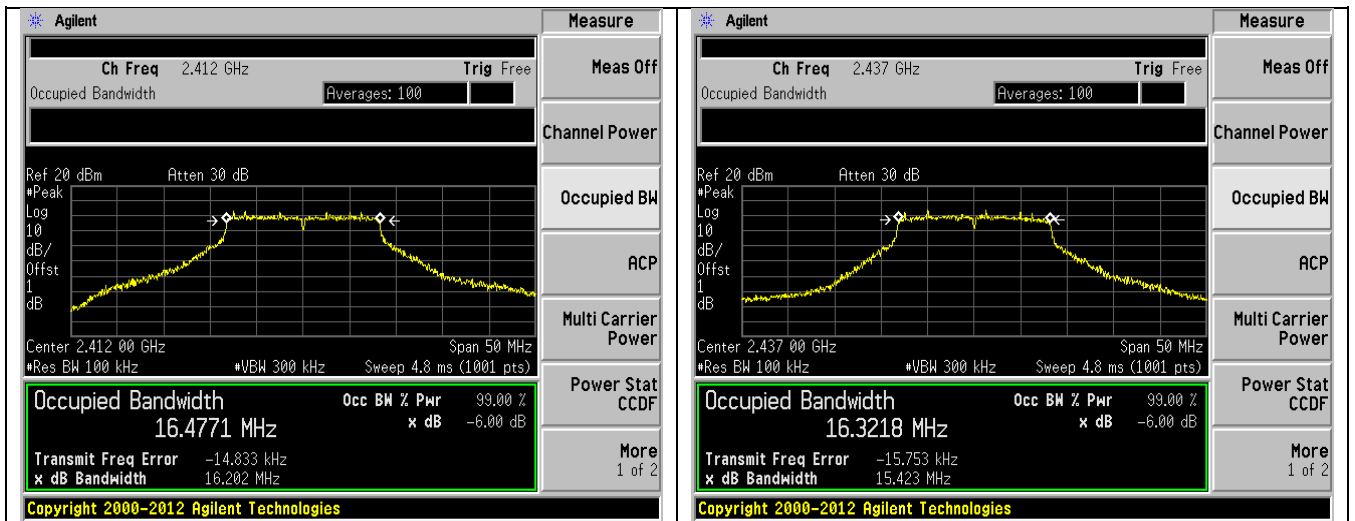 Agilent
Measure
Ch Freq 2.412 GHz Trig Free
Occupied Bandwidth Averages: 100
Ref 20 dBm Atten 30 dB
#Peak
Log
10
dB/
Offst
1
dB
Center 2.412 00 GHz Span 50 MHz
#Res BW 100 kHz #VBW 300 kHz Sweep 4.8 ms (1001 pts)
Occupied Bandwidth Occ BW % Pwr 99.00 %
16.4771 MHz x dB -6.00 dB
Transmit Freq Error -14.833 kHz
x dB Bandwidth 16.202 MHz
Copyright 2000-2012 Agilent Technologies
Meas Off
Channel Power
Occupied BW
ACP
Multi Carrier
Power
Power Stat
CCDF
More
1 of 2
Agilent
Measure
Ch Freq 2.437 GHz Trig Free
Occupied Bandwidth Averages: 100
Ref 20 dBm Atten 30 dB
#Peak
Log
10
dB/
Offst
1
dB
Center 2.437 00 GHz Span 50 MHz
#Res BW 100 kHz #VBW 300 kHz Sweep 4.8 ms (1001 pts)
Occupied Bandwidth Occ BW % Pwr 99.00 %
16.3218 MHz x dB -6.00 dB
Transmit Freq Error -15.753 kHz
x dB Bandwidth 15.423 MHz
Copyright 2000-2012 Agilent Technologies
Meas Off
Channel Power
Occupied BW
ACP
Multi Carrier
Power
Power Stat
CCDF
More
1 of 2